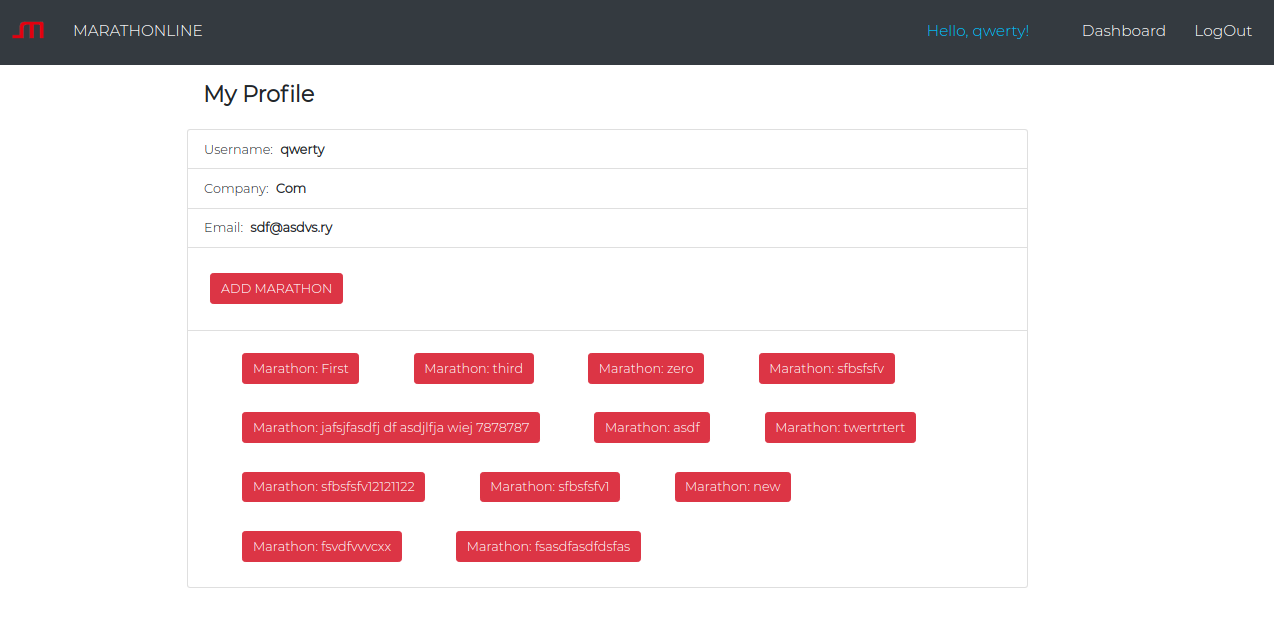 MARATHONLINE Hello, qwerty! Dashboard LogOut
My Profile
Username: qwerty
Company: Com
Email: sdf@asdvs.ry
ADD MARATHON
Marathon: First Marathon: third Marathon: zero Marathon: sfbsfsfv
Marathon: jafsjfasdfj df asdjlfja wiej 7878787 Marathon: asdf Marathon: twertrtert
Marathon: sfbsfsfv12121122 Marathon: sfbsfsfv1 Marathon: new
Marathon: fsvdfvvvcxx Marathon: fsasdfasdfdsfas